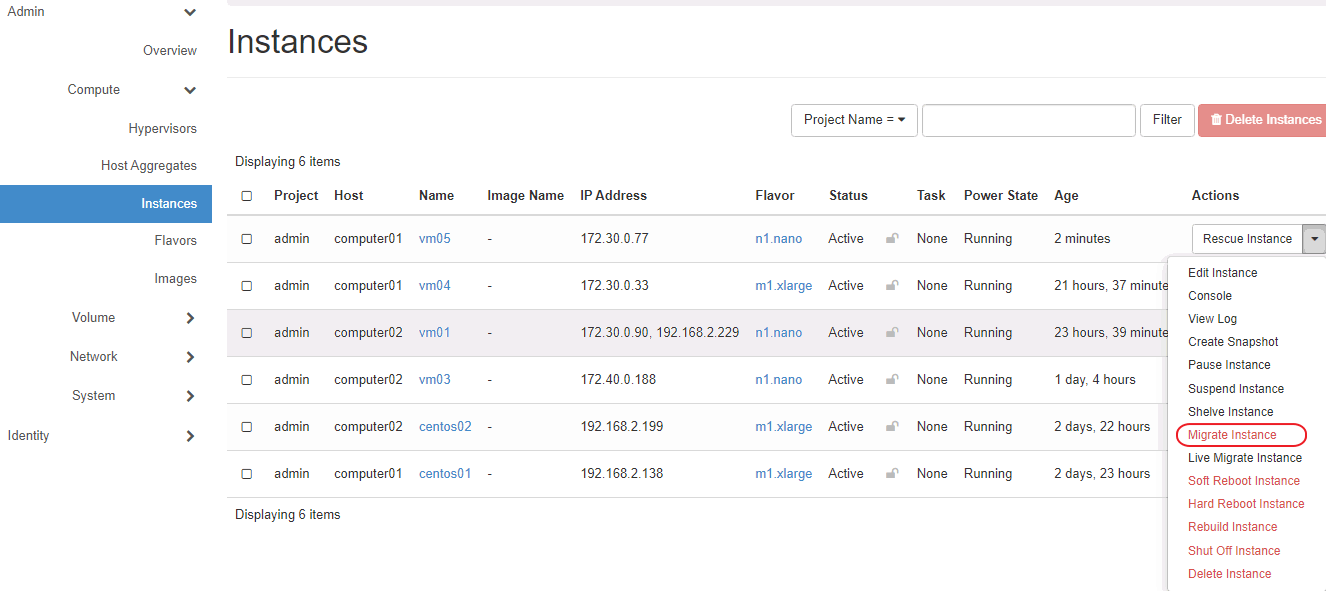 Admin
Overview
Compute
Hypervisors
Host Aggregates
Instances
Flavors
Images
Volume
Network
System
Identity
Instances
Project Name = Filter Delete Instances
Displaying 6 items
Project Host Name Image Name IP Address Flavor Status Task Power State Age Actions
admin computer01 vm05 - 172.30.0.77 n1.nano Active None Running 2 minutes Rescue Instance
admin computer01 vm04 - 172.30.0.33 m1.xlarge Active None Running 21 hours, 37 minute
admin computer02 vm01 - 172.30.0.90, 192.168.2.229 n1.nano Active None Running 23 hours, 39 minute
admin computer02 vm03 - 172.40.0.188 n1.nano Active None Running 1 day, 4 hours
admin computer02 centos02 - 192.168.2.199 m1.xlarge Active None Running 2 days, 22 hours
admin computer01 centos01 - 192.168.2.138 m1.xlarge Active None Running 2 days, 23 hours
Displaying 6 items
Edit Instance
Console
View Log
Create Snapshot
Pause Instance
Suspend Instance
Shelve Instance
Migrate Instance
Live Migrate Instance
Soft Reboot Instance
Hard Reboot Instance
Rebuild Instance
Shut Off Instance
Delete Instance